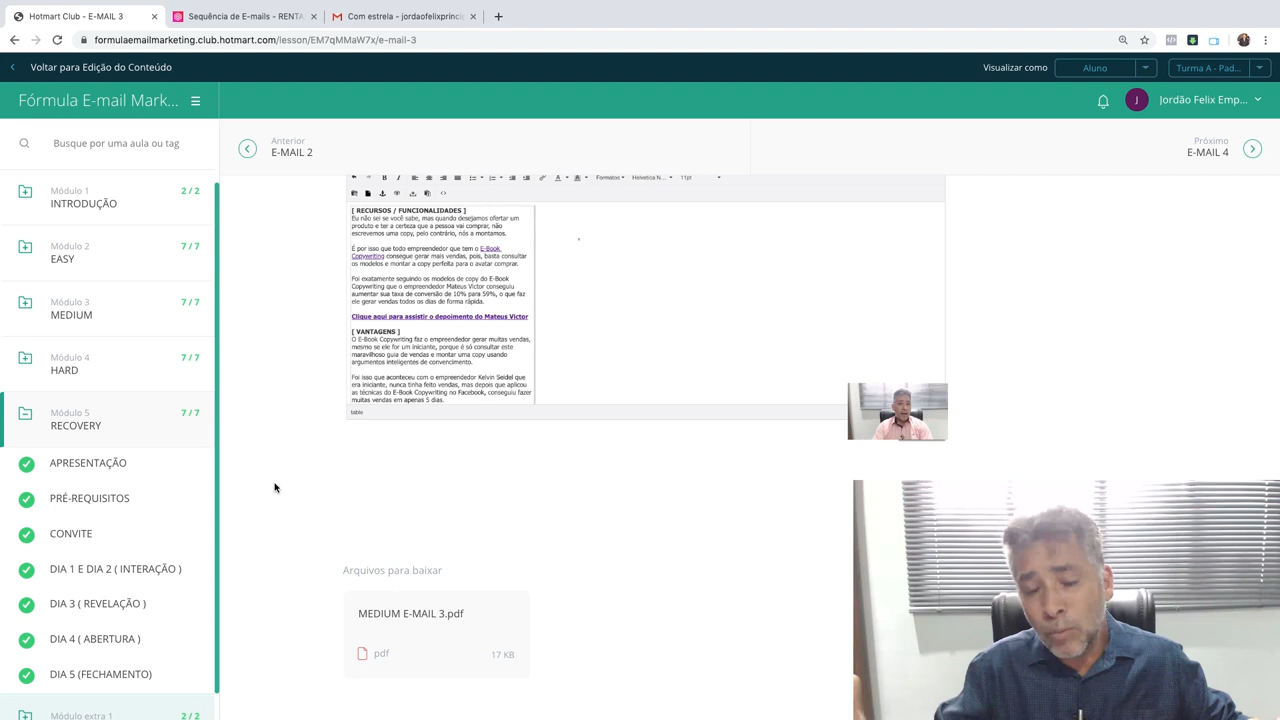 Hotmart Club - E-MAIL 3
Sequência de E-mails - RENTA
Com estrela - jordaofelixprincip
formulaemailmarketing.club.hotmart.com/lesson/EM7qMMaW7x/e-mail-3
Voltar para Edição do Conteúdo
Visualizar como
Aluno
Turma A - Pad...
Fórmula E-mail Mark...
J
Jordão Felix Emp...
Busque por uma aula ou tag
Anterior
E-MAIL 2
Próximo
E-MAIL 4
Módulo 1
INTRODUÇÃO
2 / 2
Módulo 2
EASY
7 / 7
Módulo 3
MEDIUM
7 / 7
Módulo 4
HARD
7 / 7
Módulo 5
RECOVERY
7 / 7
APRESENTAÇÃO
PRÉ-REQUISITOS
CONVITE
DIA 1 E DIA 2 ( INTERAÇÃO )
DIA 3 ( REVELAÇÃO )
DIA 4 ( ABERTURA )
DIA 5 (FECHAMENTO)
Módulo extra 1
2 / 2
B I A A Formatos Helvetica N... 11pt
[ RECURSOS / FUNCIONALIDADES ]
Eu não sei se você sabe, mas quando desejamos ofertar um
produto e ter a certeza que a pessoa vai comprar, não
escrevemos uma copy, pelo contrário, nós a montamos.
É por isso que todo empreendedor que tem o E-Book
Copywriting consegue gerar mais vendas, pois, basta consultar
os modelos e montar a copy perfeita para o avatar comprar.
Foi exatamente seguindo os modelos de copy do E-Book
Copywriting que o empreendedor Mateus Victor conseguiu
aumentar sua taxa de conversão de 10% para 59%, o que faz
ele gerar vendas todos os dias de forma rápida.
Clique aqui para assistir o depoimento do Mateus Victor
[ VANTAGENS ]
O E-Book Copywriting faz o empreendedor gerar muitas vendas,
mesmo se ele for um iniciante, porque é só consultar este
maravilhoso guia de vendas e montar uma copy usando
argumentos inteligentes de convencimento.
Foi isso que aconteceu com o empreendedor Kelvin Seidel que
era iniciante, nunca tinha feito vendas, mas depois que aplicou
as técnicas do E-Book Copywriting no Facebook, conseguiu fazer
muitas vendas em apenas 5 dias.
table
Arquivos para baixar
MEDIUM E-MAIL 3.pdf
pdf
17 KB